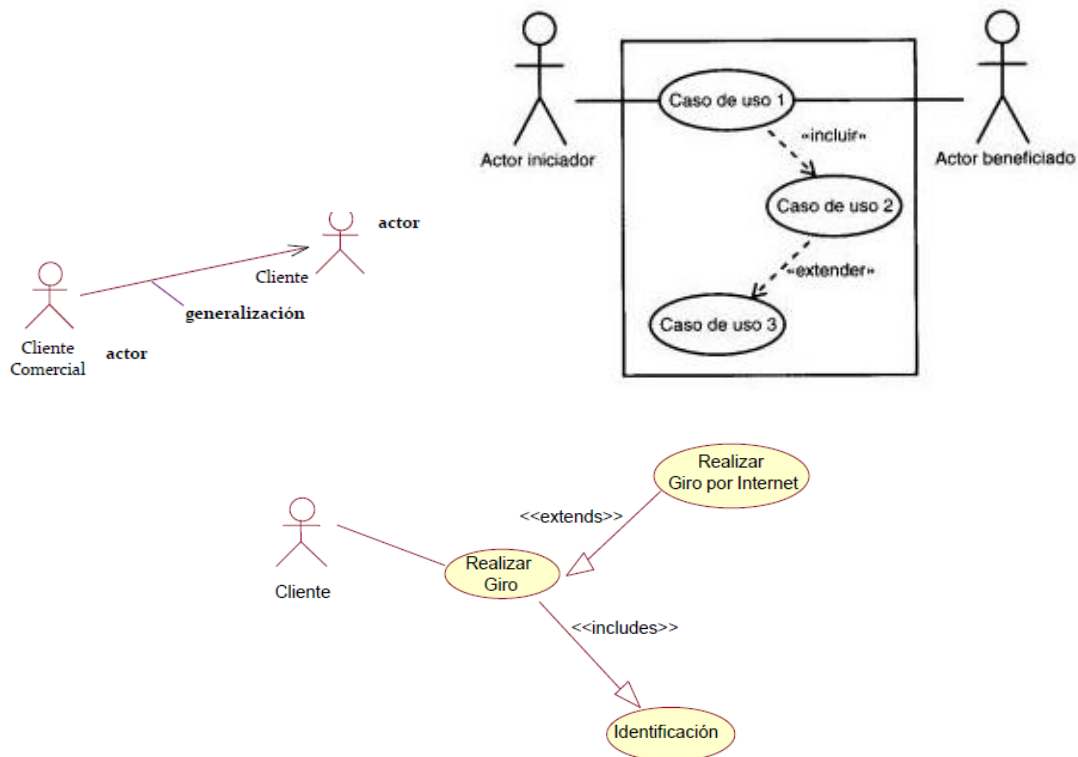 Caso de uso 1
«incluir»
Actor iniciador
Actor beneficiado
Caso de uso 2
«extender»
Caso de uso 3
actor
Cliente
generalización
Cliente
Comercial
actor
Realizar
Giro por Internet
<<extends>>
Realizar
Giro
Cliente
<<includes>>
Identificación